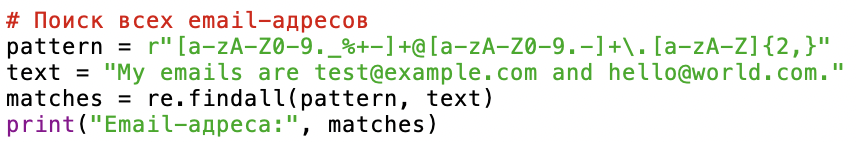 # Поиск всех email-адресов
pattern = r"[a-zA-Z0-9._%+-]+@[a-zA-Z0-9.-]+\.[a-zA-Z]{2,}"
text = "My emails are test@example.com and hello@world.com."
matches = re.findall(pattern, text)
print("Email-адреса:", matches)